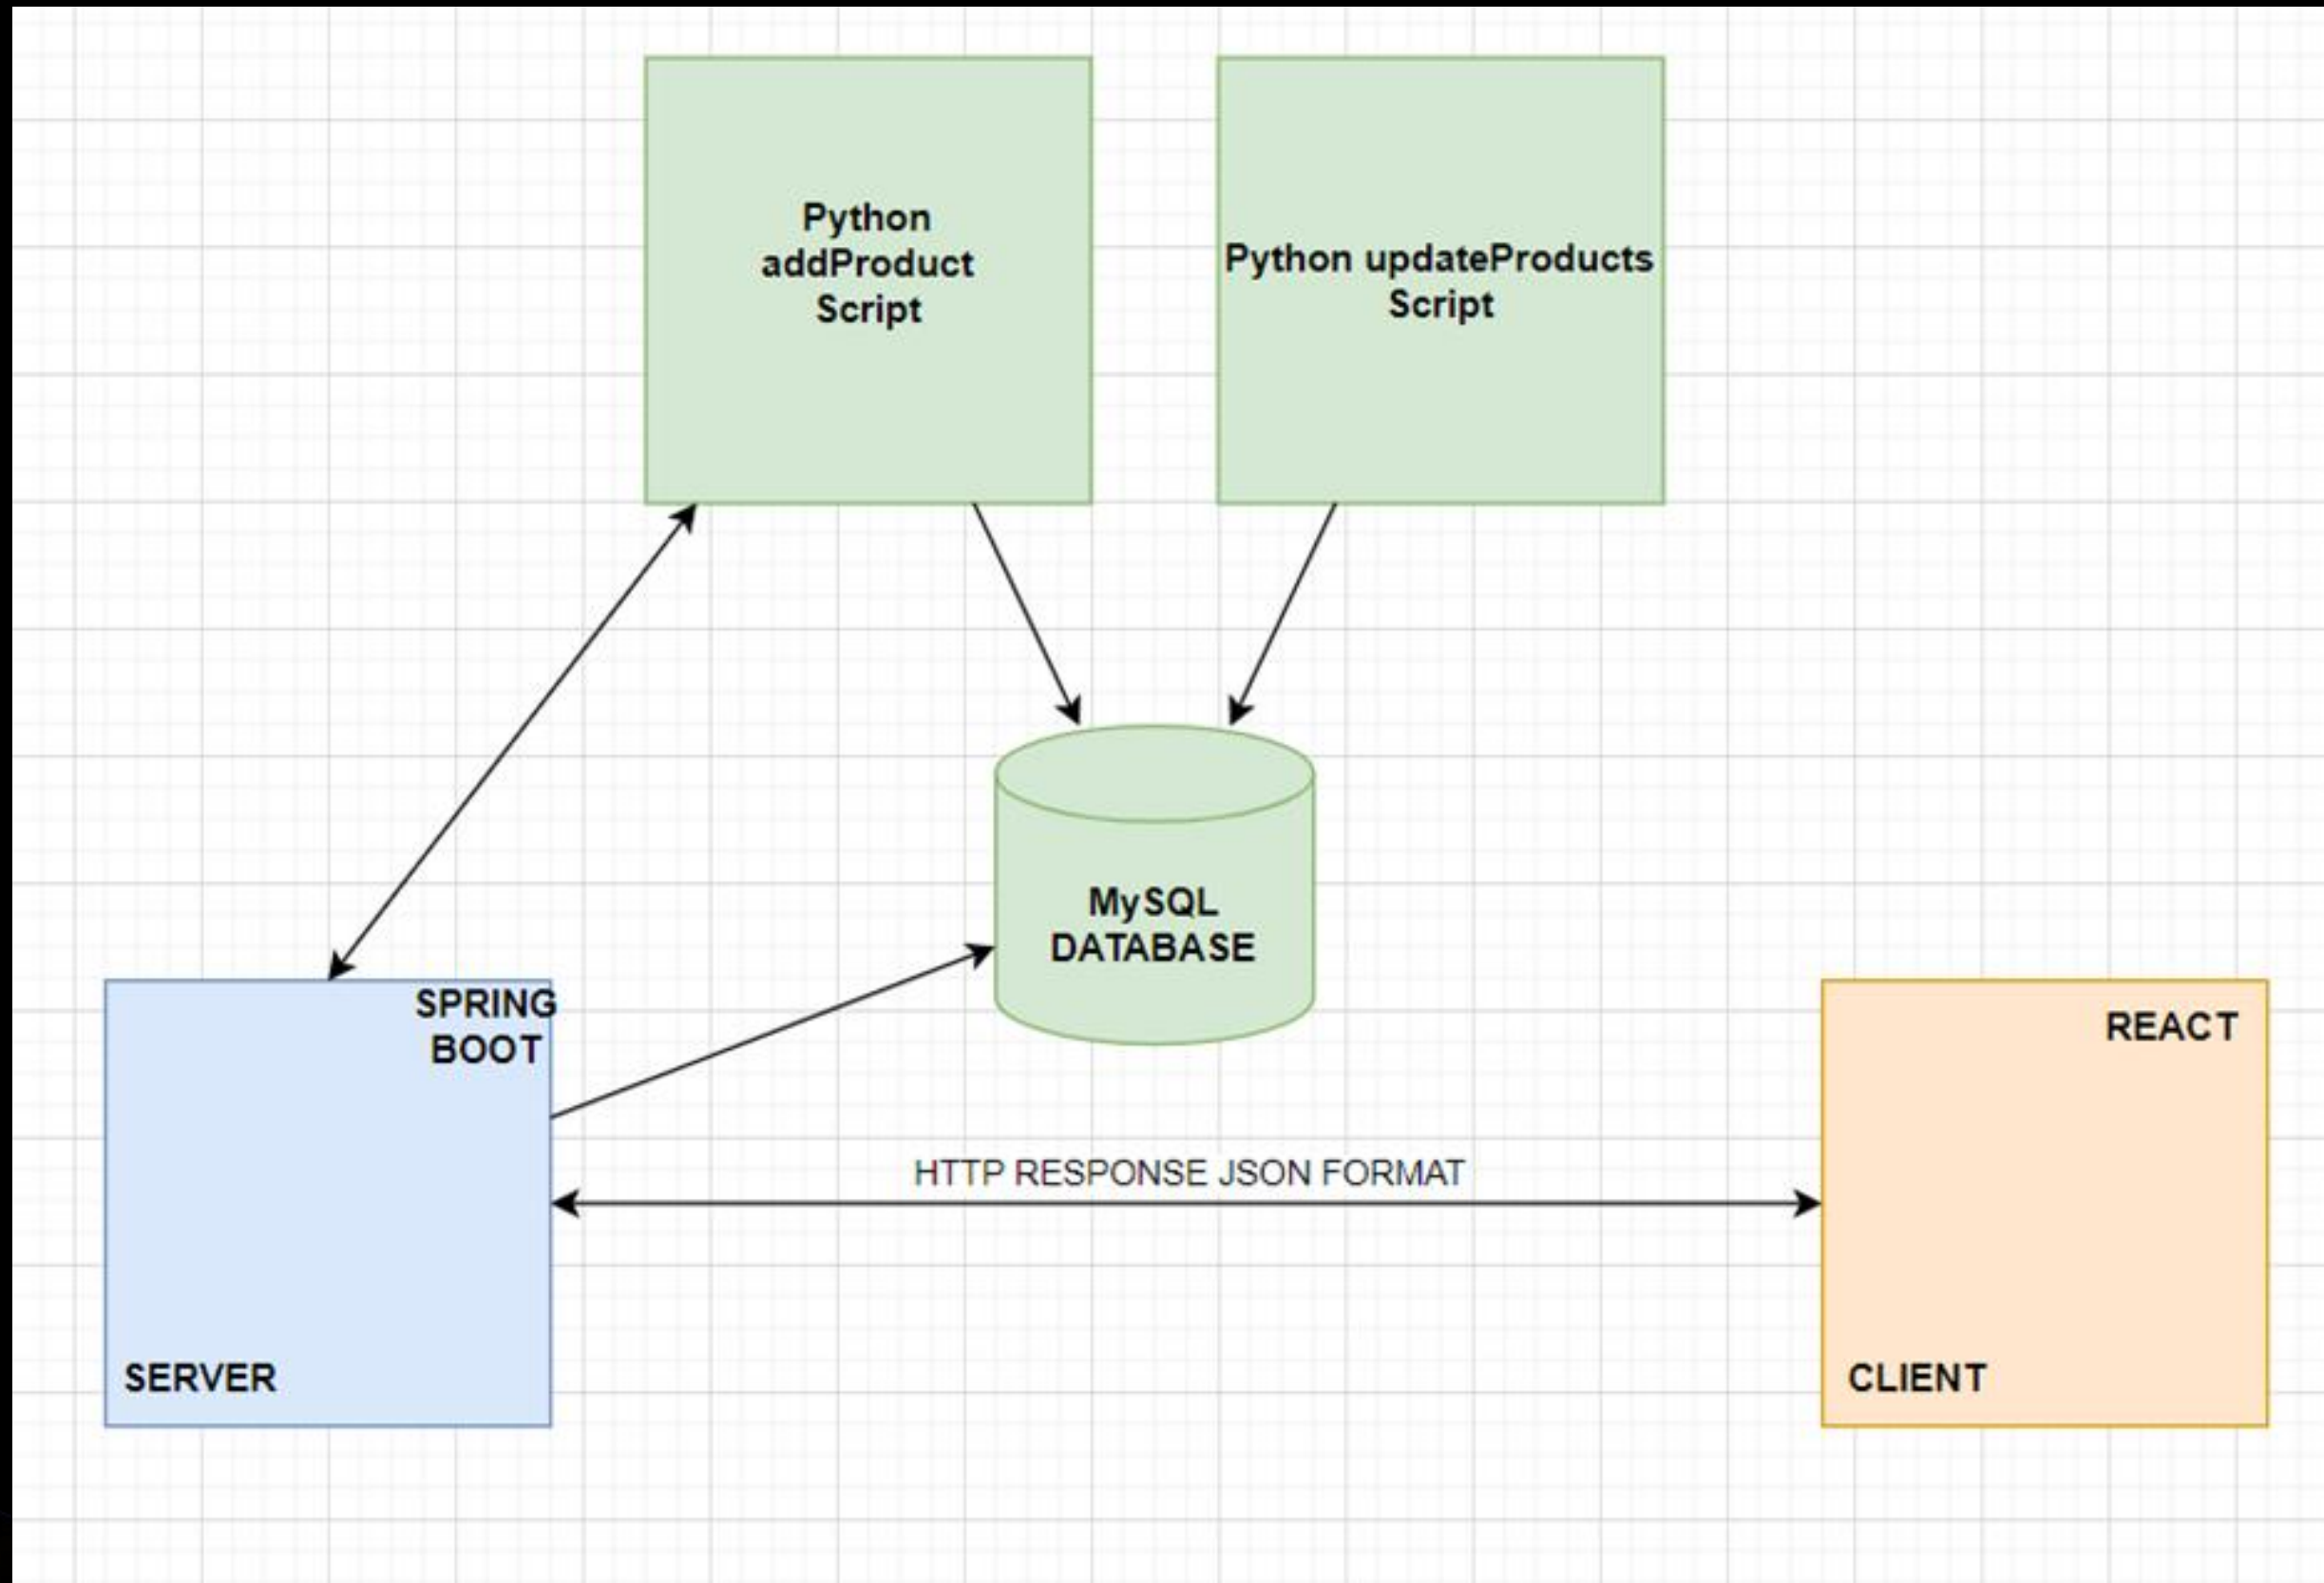 Python
addProduct
Script
Python updateProducts
Script
MySQL
DATABASE
SPRING
BOOT
SERVER
HTTP RESPONSE JSON FORMAT
REACT
CLIENT